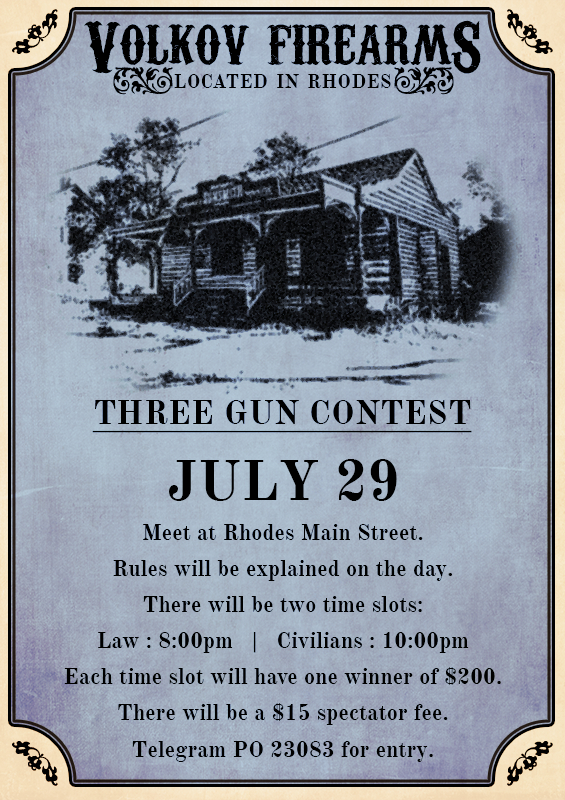 VOLKOV FIREARMS
LOCATED IN RHODES
THREE GUN CONTEST
JULY 29
Meet at Rhodes Main Street.
Rules will be explained on the day.
There will be two time slots:
Law : 8:00pm | Civilians : 10:00pm
Each time slot will have one winner of $200.
There will be a $15 spectator fee.
Telegram PO 23083 for entry.